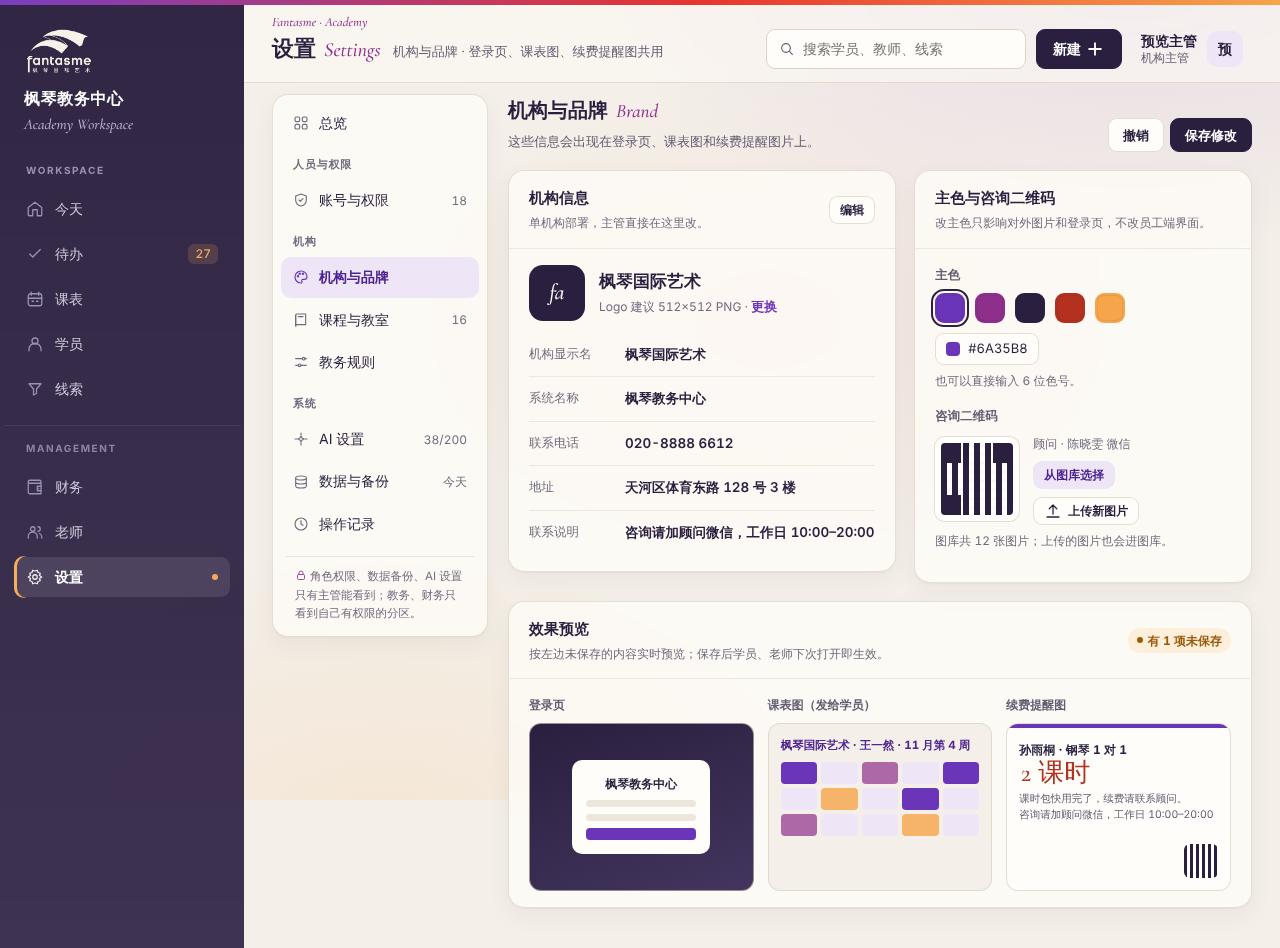 fantasme
枫琴国际艺术
枫琴教务中心
Academy Workspace
WORKSPACE
今天
待办 27
课表
学员
线索
MANAGEMENT
财务
老师
设置
Fantasme · Academy
设置 Settings 机构与品牌 · 登录页、课表图、续费提醒图共用
搜索学员、教师、线索
新建
预览主管
机构主管
预
总览
人员与权限
账号与权限 18
机构
机构与品牌
课程与教室 16
教务规则
系统
AI 设置 38/200
数据与备份 今天
操作记录
角色权限、数据备份、AI 设置
只有主管能看到；教务、财务只
看到自己有权限的分区。
机构与品牌 Brand
这些信息会出现在登录页、课表图和续费提醒图片上。
撤销
保存修改
机构信息
单机构部署，主管直接在这里改。
编辑
fa
枫琴国际艺术
Logo 建议 512×512 PNG · 更换
机构显示名 枫琴国际艺术
系统名称 枫琴教务中心
联系电话 020-8888 6612
地址 天河区体育东路 128 号 3 楼
联系说明 咨询请加顾问微信，工作日 10:00–20:00
主色与咨询二维码
改主色只影响对外图片和登录页，不改员工端界面。
主色
#6A35B8
也可以直接输入 6 位色号。
咨询二维码
顾问 · 陈晓雯 微信
从图库选择
上传新图片
图库共 12 张图片；上传的图片也会进图库。
效果预览
按左边未保存的内容实时预览；保存后学员、老师下次打开即生效。
有 1 项未保存
登录页
枫琴教务中心
课表图（发给学员）
枫琴国际艺术 · 王一然 · 11 月第 4 周
续费提醒图
孙雨桐 · 钢琴 1 对 1
2 课时
课时包快用完了，续费请联系顾问。
咨询请加顾问微信，工作日 10:00–20:00